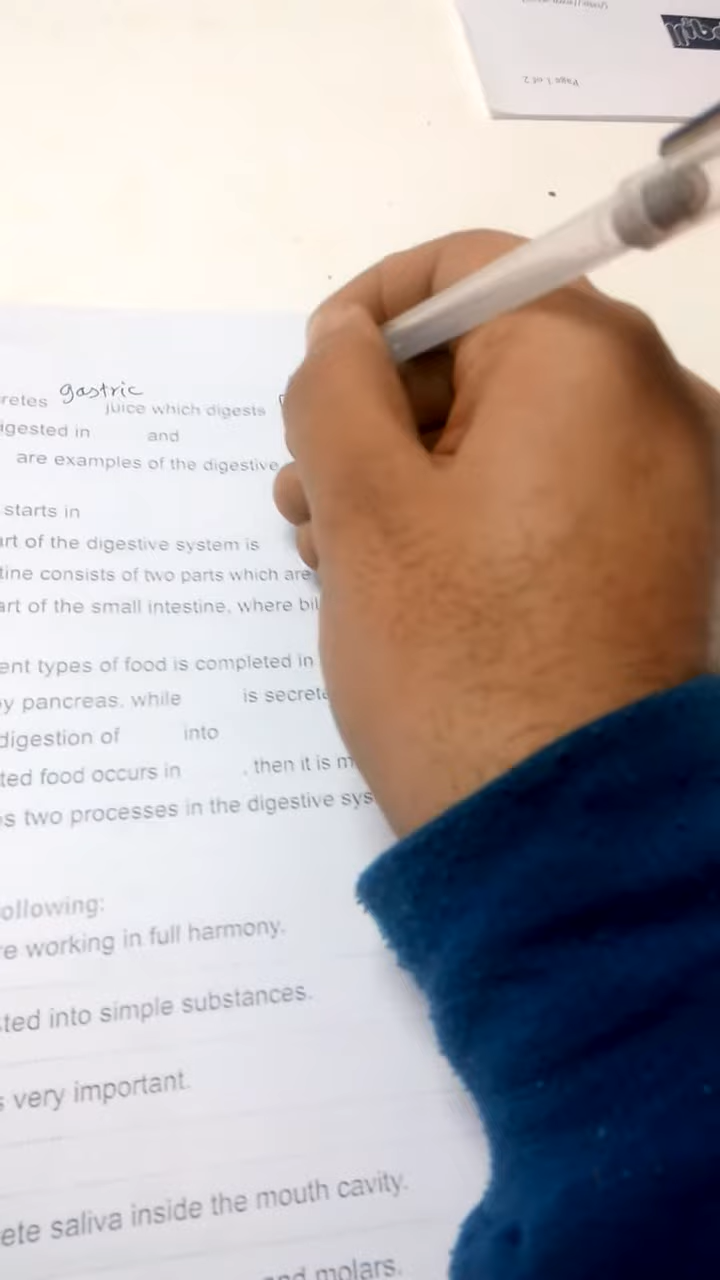 Page 1 of 2
retes gastric juice which digests
igested in and
are examples of the digestive
starts in
rt of the digestive system is
tine consists of two parts which are
art of the small intestine, where bil
ent types of food is completed in
y pancreas, while is secrete
digestion of into
ted food occurs in , then it is m
s two processes in the digestive sys
ollowing:
e working in full harmony.
sted into simple substances.
s very important.
ete saliva inside the mouth cavity.
and molars.